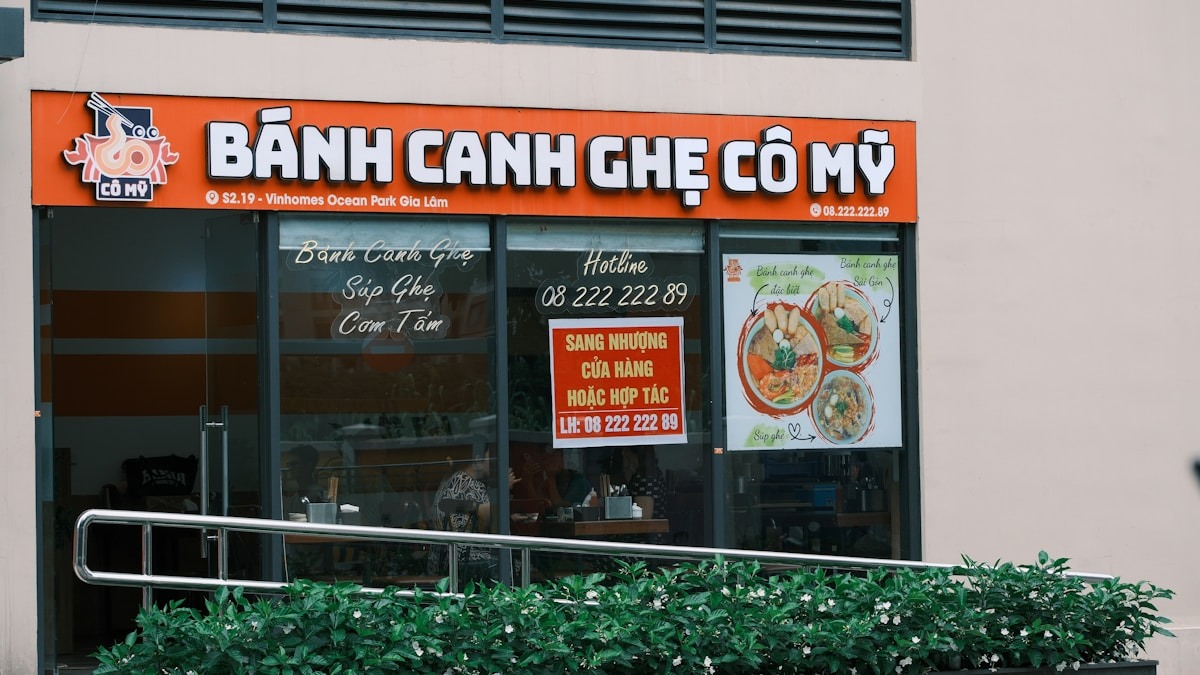 CÔ MỸ
BÁNH CANH GHẸ CÔ MỸ
S2.19 - Vinhomes Ocean Park Gia Lâm
08.222.222.89
Bánh Canh Ghẹ
Súp Ghẹ
Cơm Tấm
Hotline
08 222 222 89
SANG NHƯỢNG
CỬA HÀNG
HOẶC HỢP TÁC
LH: 08 222 222 89
Bánh canh ghẹ
đặc biệt
Bánh canh ghẹ
Sài Gòn
Súp ghẹ